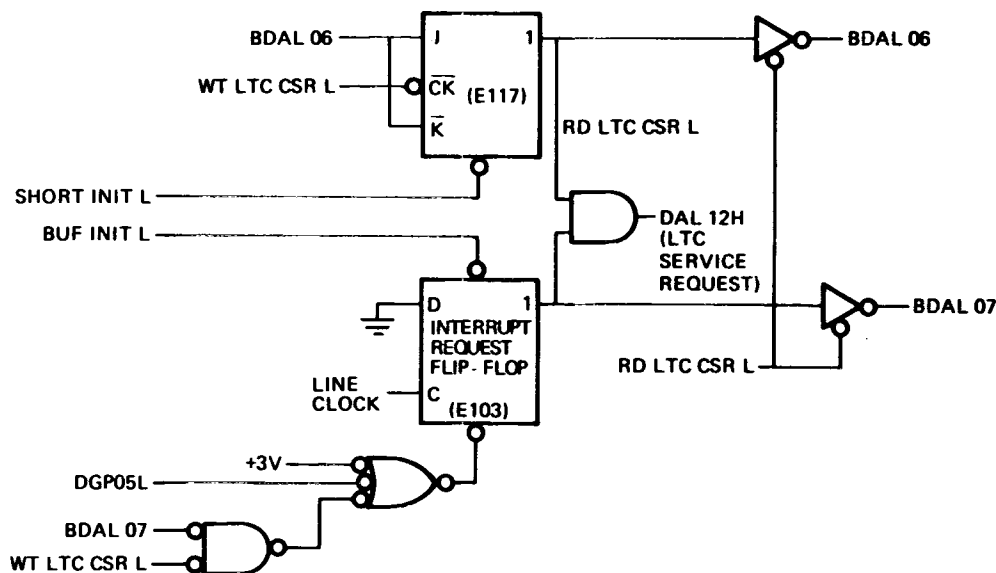 BDAL 06
WT LTC CSR L
J
1
CK
(E117)
K
BDAL 06
RD LTC CSR L
SHORT INIT L
BUF INIT L
DAL 12H
(LTC
SERVICE
REQUEST)
D
1
INTERRUPT
REQUEST
FLIP-FLOP
C
(E103)
LINE
CLOCK
BDAL 07
RD LTC CSR L
+3V
DGP05L
BDAL 07
WT LTC CSR L